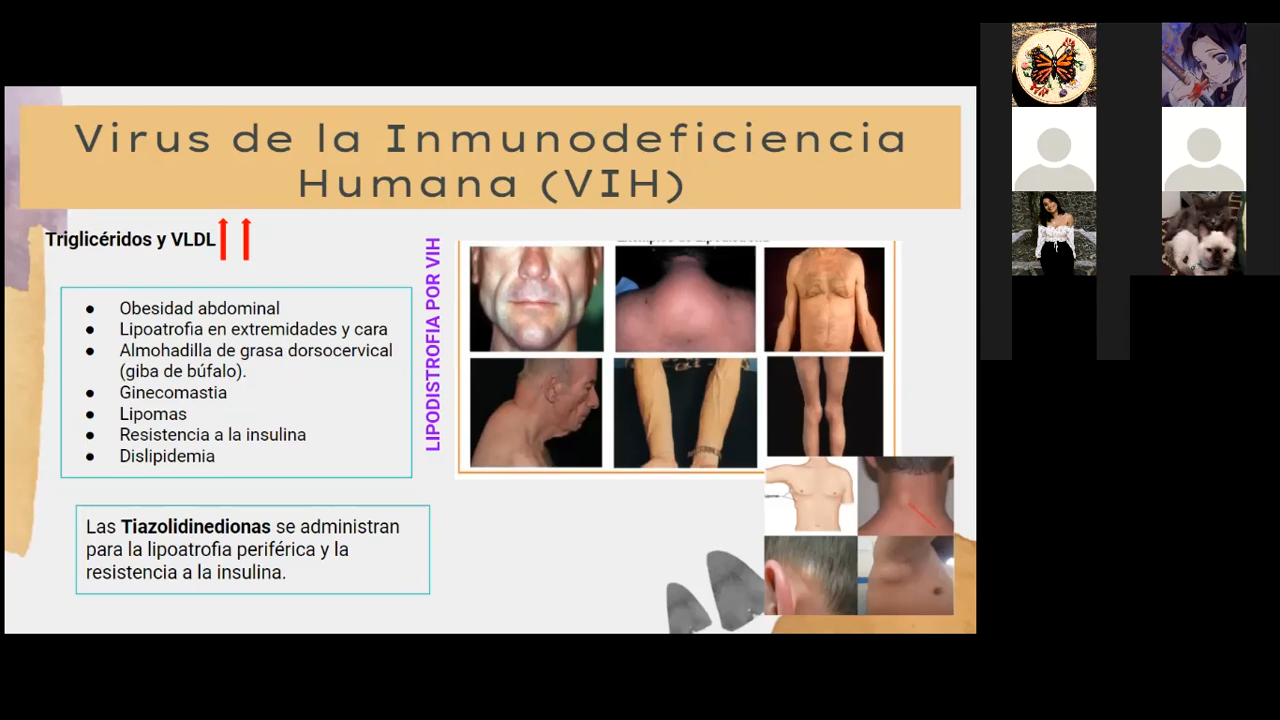 Virus de la Inmunodeficiencia
Humana (VIH)
Triglicéridos y VLDL
● Obesidad abdominal
● Lipoatrofia en extremidades y cara
● Almohadilla de grasa dorsocervical
(giba de búfalo).
● Ginecomastia
● Lipomas
● Resistencia a la insulina
● Dislipidemia
Las Tiazolidinedionas se administran
para la lipoatrofia periférica y la
resistencia a la insulina.
LIPODISTROFIA POR VIH